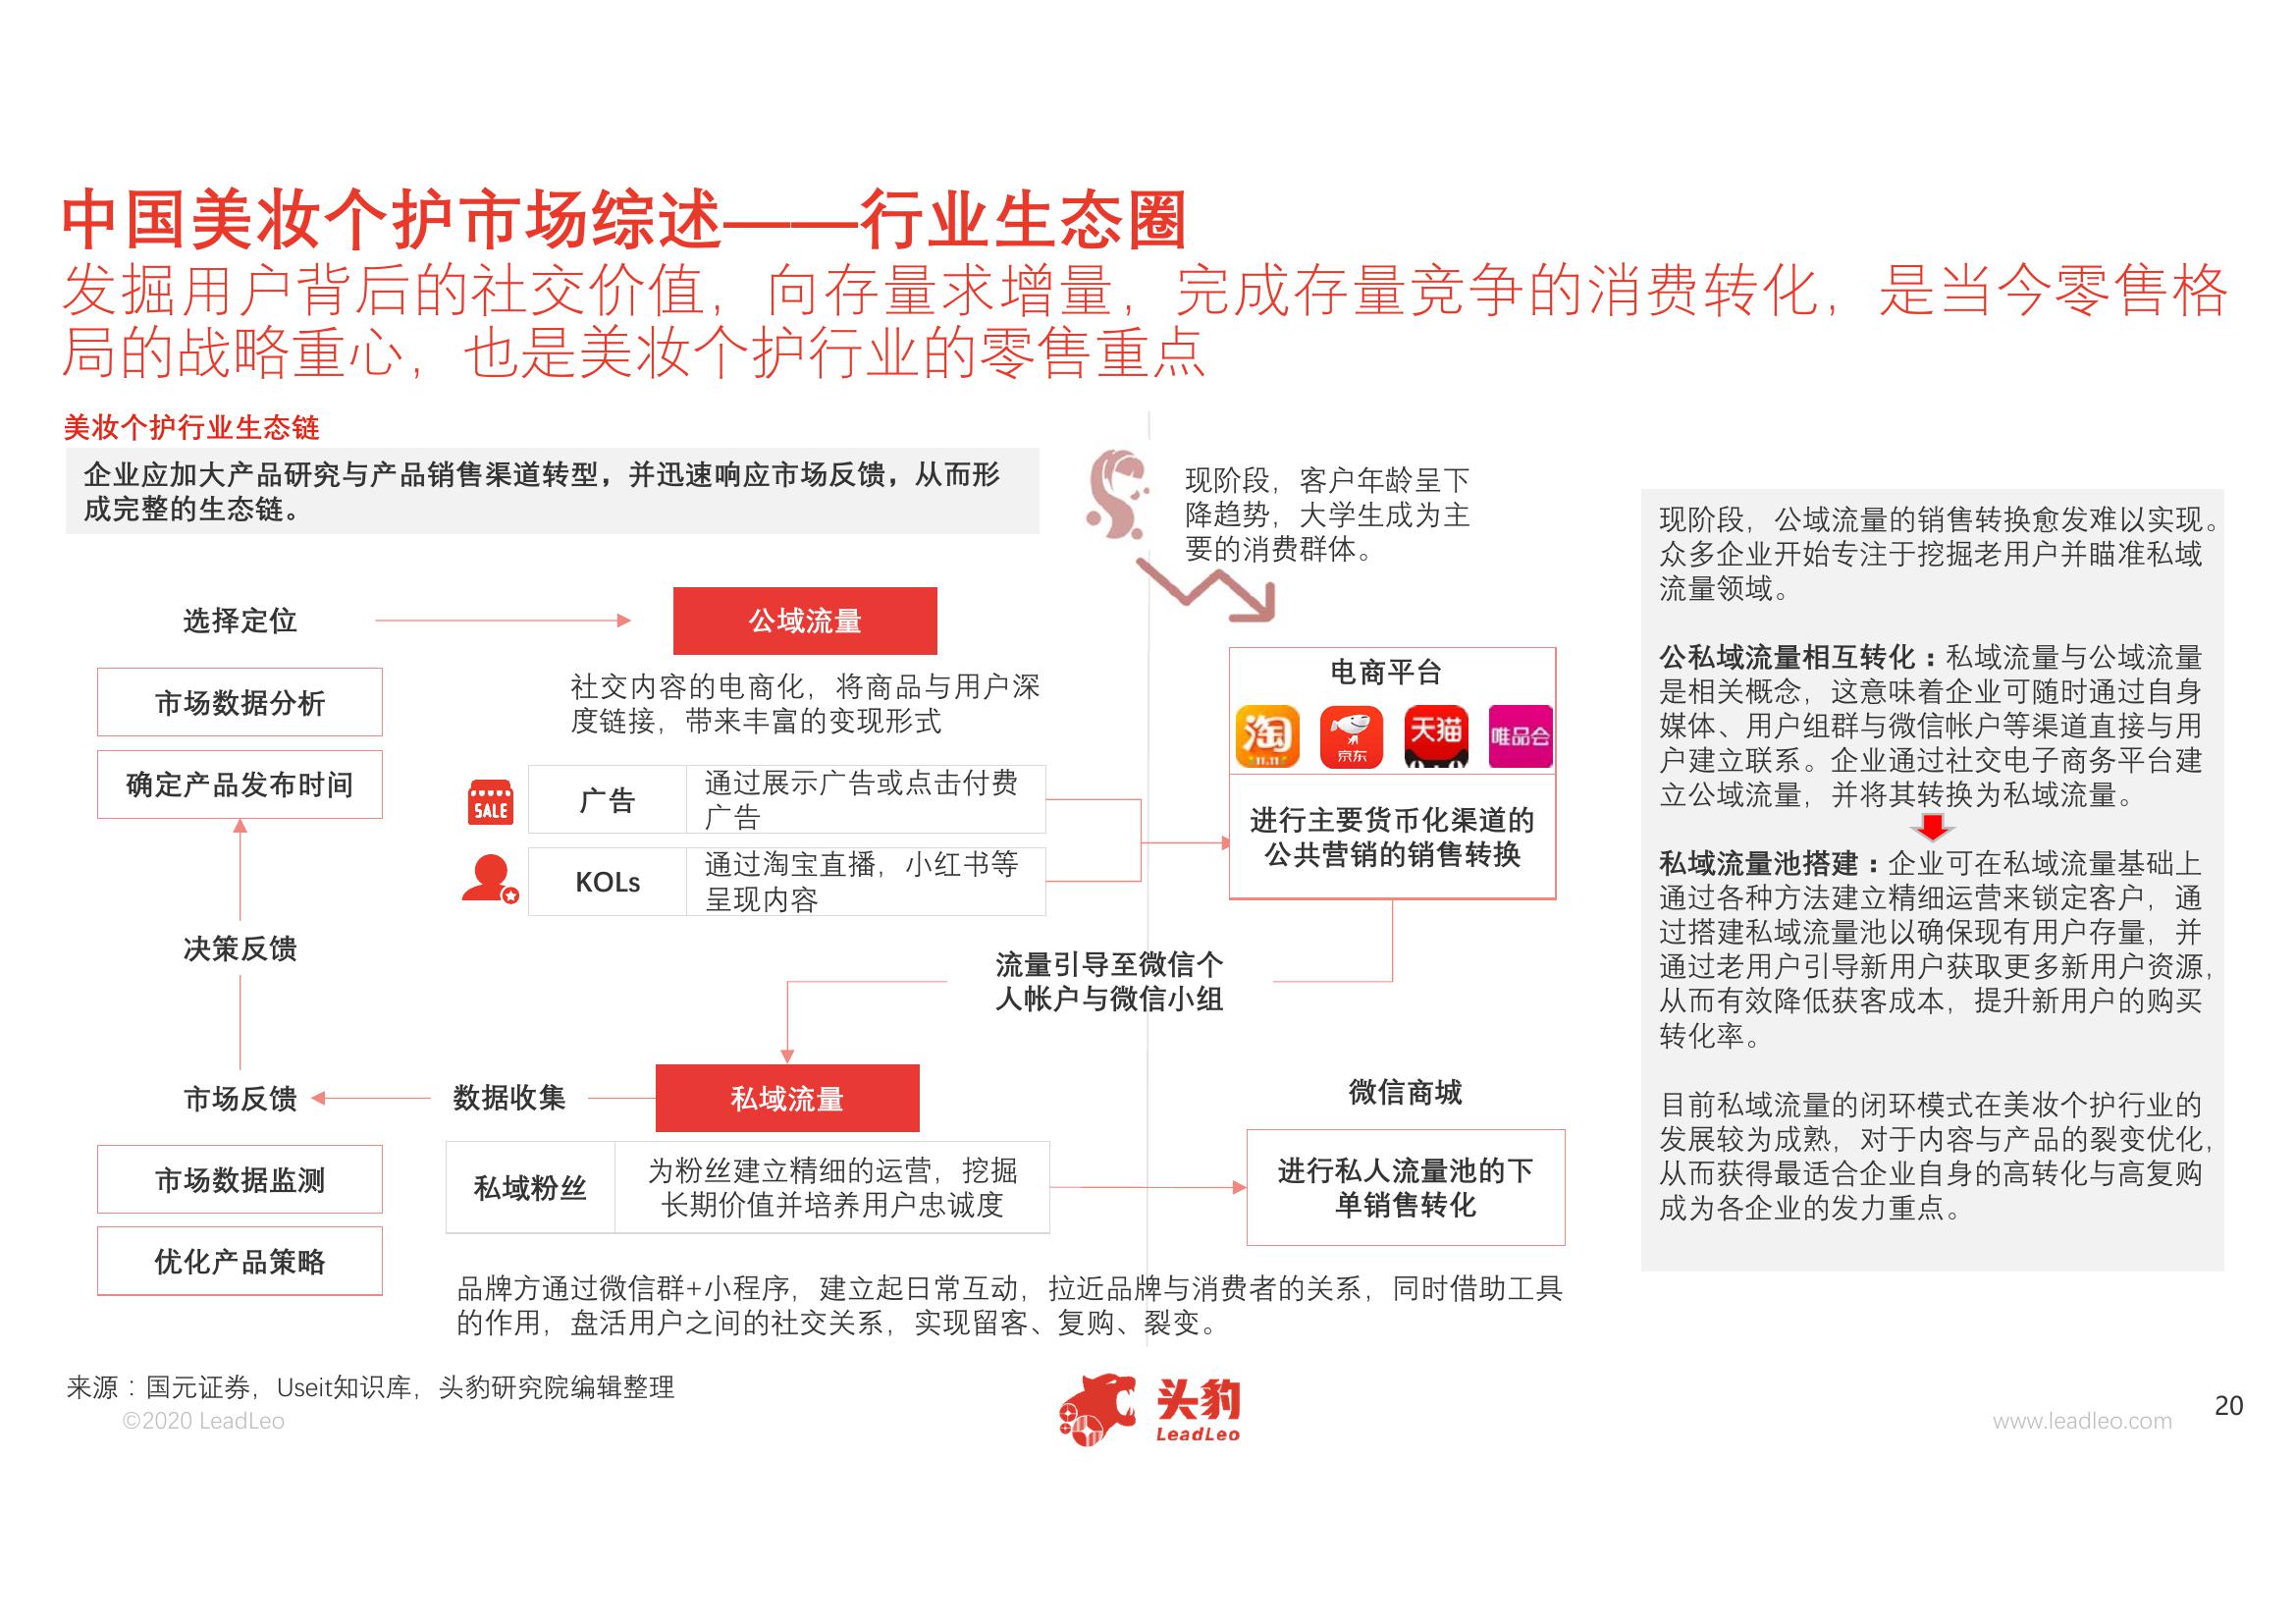 中国美妆个护市场综述——行业生态圈
发掘用户背后的社交价值，向存量求增量，完成存量竞争的消费转化，是当今零售格
局的战略重心，也是美妆个护行业的零售重点
美妆个护行业生态链
企业应加大产品研究与产品销售渠道转型，并迅速响应市场反馈，从而形
成完整的生态链。
现阶段，客户年龄呈下
降趋势，大学生成为主
要的消费群体。
选择定位
公域流量
市场数据分析
确定产品发布时间
社交内容的电商化，将商品与用户深
度链接，带来丰富的变现形式
SALE
广告
通过展示广告或点击付费
广告
KOLs
通过淘宝直播，小红书等
呈现内容
电商平台
淘
11.11
京东
天猫
唯品会
进行主要货币化渠道的
公共营销的销售转换
决策反馈
流量引导至微信个
人帐户与微信小组
市场反馈
数据收集
私域流量
微信商城
市场数据监测
优化产品策略
私域粉丝
为粉丝建立精细的运营，挖掘
长期价值并培养用户忠诚度
进行私人流量池的下
单销售转化
品牌方通过微信群+小程序，建立起日常互动，拉近品牌与消费者的关系，同时借助工具
的作用，盘活用户之间的社交关系，实现留客、复购、裂变。
现阶段，公域流量的销售转换愈发难以实现。
众多企业开始专注于挖掘老用户并瞄准私域
流量领域。
公私域流量相互转化：私域流量与公域流量
是相关概念，这意味着企业可随时通过自身
媒体、用户组群与微信帐户等渠道直接与用
户建立联系。企业通过社交电子商务平台建
立公域流量，并将其转换为私域流量。
私域流量池搭建：企业可在私域流量基础上
通过各种方法建立精细运营来锁定客户，通
过搭建私域流量池以确保现有用户存量，并
通过老用户引导新用户获取更多新用户资源，
从而有效降低获客成本，提升新用户的购买
转化率。
目前私域流量的闭环模式在美妆个护行业的
发展较为成熟，对于内容与产品的裂变优化，
从而获得最适合企业自身的高转化与高复购
成为各企业的发力重点。
来源：国元证券，Useit知识库，头豹研究院编辑整理
©2020 LeadLeo
头豹
LeadLeo
www.leadleo.com
20